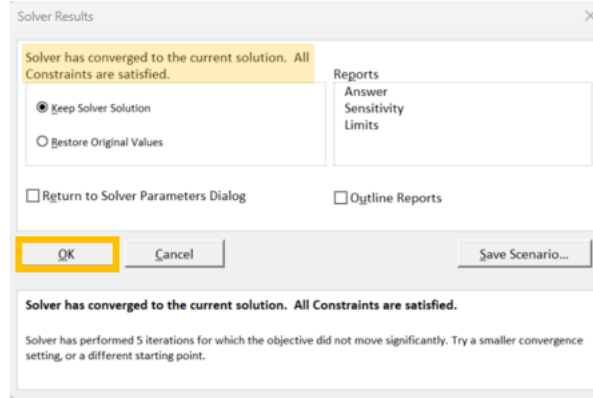 Solver Results
Solver has converged to the current solution. All
Constraints are satisfied.
Reports
Answer
Sensitivity
Limits
Keep Solver Solution
Restore Original Values
Return to Solver Parameters Dialog
Outline Reports
OK
Cancel
Save Scenario...
Solver has converged to the current solution. All Constraints are satisfied.
Solver has performed 5 iterations for which the objective did not move significantly. Try a smaller convergence
setting, or a different starting point.